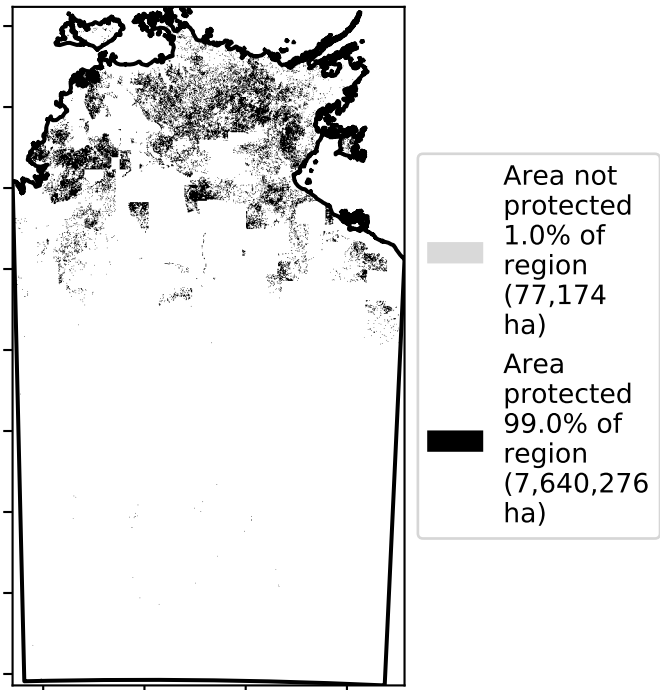 Area not
protected
1.0% of
region
(77,174
ha)
Area
protected
99.0% of
region
(7,640,276
ha)